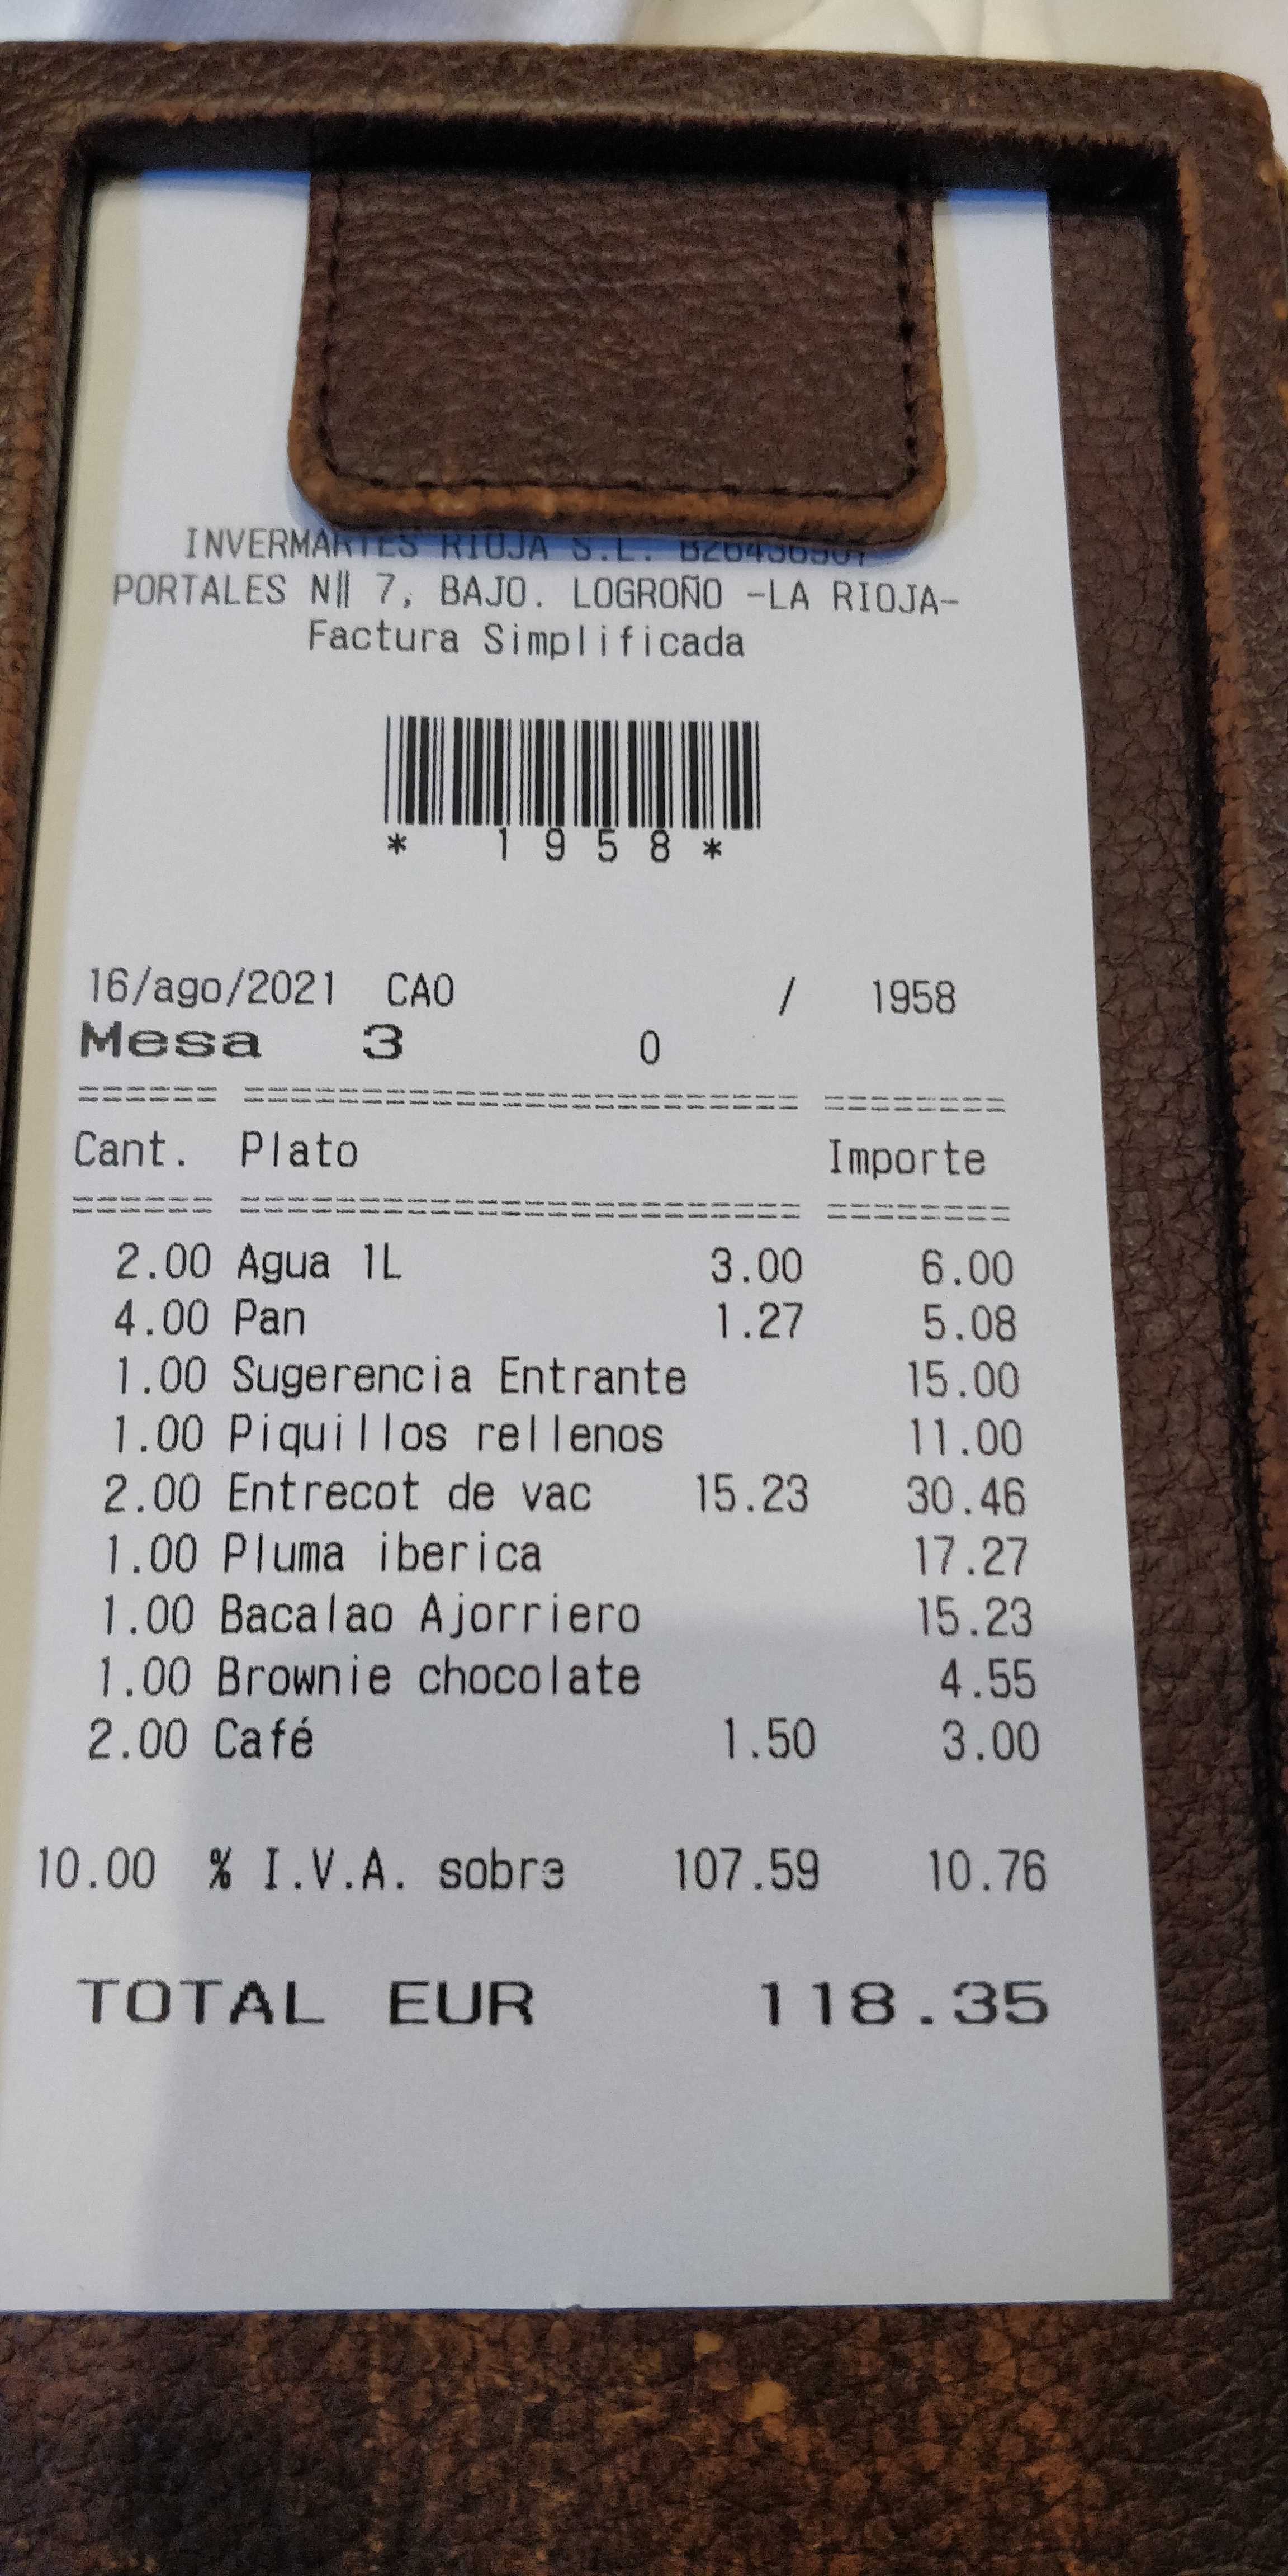 INVERMARTES RIOJA S.L.
PORTALES N‖ 7, BAJO. LOGROÑO -LA RIOJA-
Factura Simplificada
* 1958*
16/ago/2021 CAO / 1958
Mesa 3 0
====== ======================== ========
Cant. Plato Importe
====== ======================== ========
2.00 Agua 1L 3.00 6.00
4.00 Pan 1.27 5.08
1.00 Sugerencia Entrante 15.00
1.00 Piquillos rellenos 11.00
2.00 Entrecot de vac 15.23 30.46
1.00 Pluma iberica 17.27
1.00 Bacalao Ajorriero 15.23
1.00 Brownie chocolate 4.55
2.00 Café 1.50 3.00
10.00 % I.V.A. sobre 107.59 10.76
TOTAL EUR 118.35